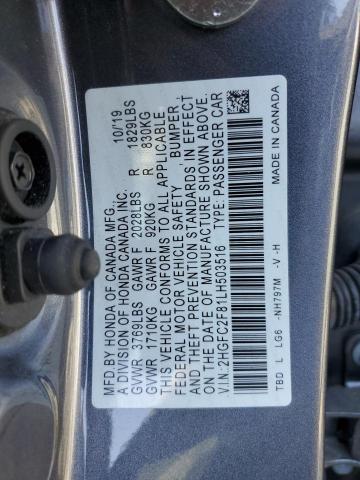 MFD. BY HONDA OF CANADA MFG. 10/19
A DIVISION OF HONDA CANADA INC.
GVWR 3769LBS GAWR F 2028LBS R 1829LBS
GVWR 1710KG GAWR F 920KG R 830KG
THIS VEHICLE CONFORMS TO ALL APPLICABLE
FEDERAL MOTOR VEHICLE SAFETY BUMPER,
AND THEFT PREVENTION STANDARDS IN EFFECT
ON THE DATE OF MANUFACTURE SHOWN ABOVE.
V.I.N: 2HGFC2F81LH503516 TYPE: PASSENGER CAR
TBD L LG6 -NH797M -V -H MADE IN CANADA